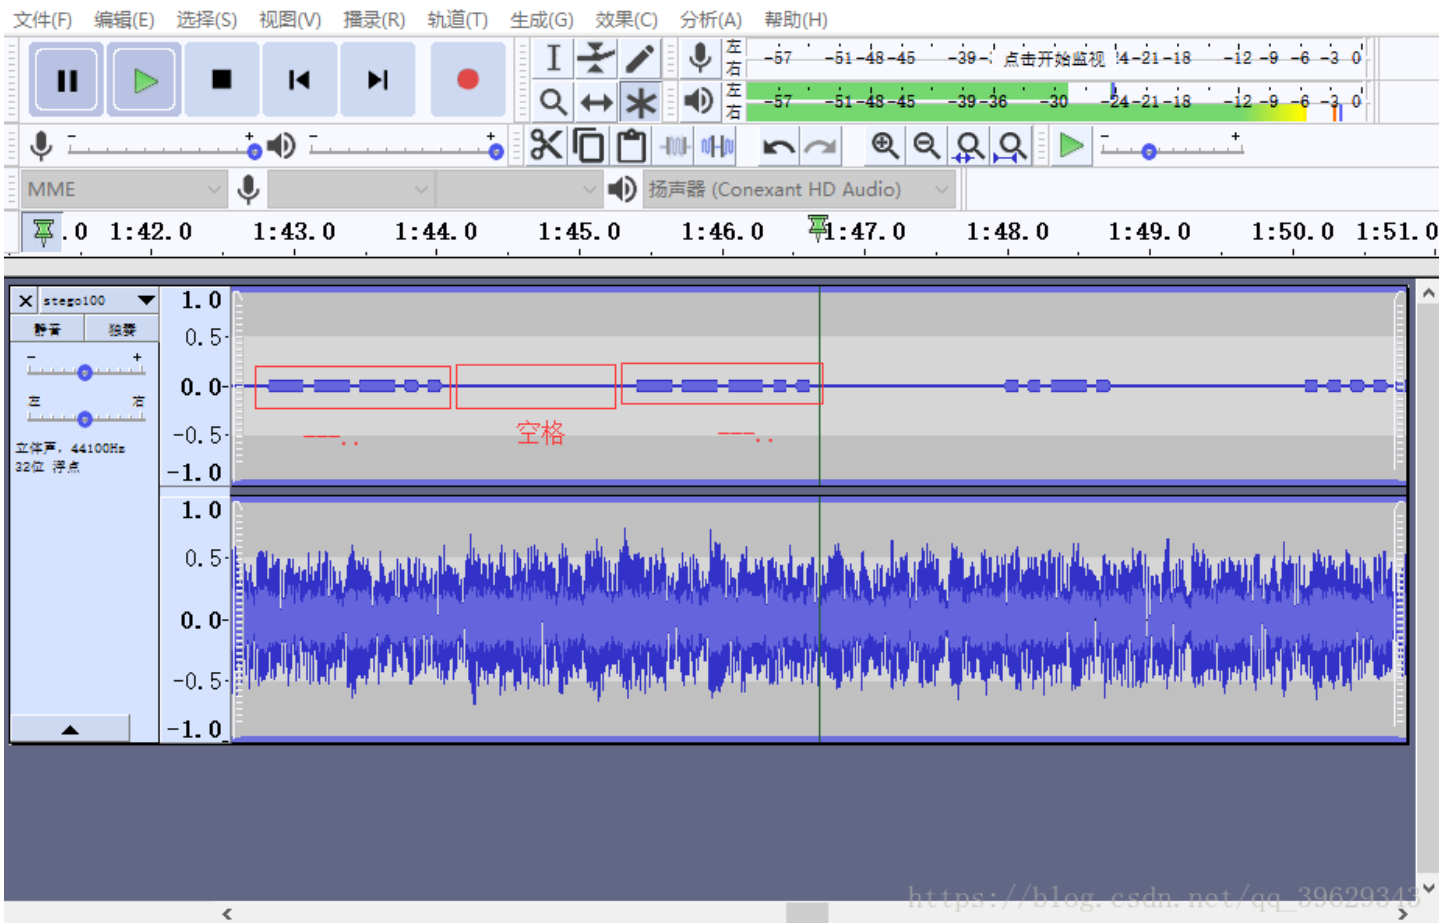 文件(F) 编辑(E) 选择(S) 视图(V) 播录(R) 轨道(T) 生成(G) 效果(C) 分析(A) 帮助(H)
左 -57 -51-48-45 -39- 点击开始监视 !4-21-18 -12 -9 -6 -3 0
右
左 -57 -51-48-45 -39-36 -30 -24-21-18 -12 -9 -6 -3 0
右
- + - + - +
MME 扬声器 (Conexant HD Audio)
.0 1:42.0 1:43.0 1:44.0 1:45.0 1:46.0 1:47.0 1:48.0 1:49.0 1:50.0 1:51.0
stego100
静音 独奏
- +
左 右
立体声, 44100Hz
32位 浮点
1.0
0.5
0.0
-0.5
-1.0
---..
空格
---..
1.0
0.5
0.0
-0.5
-1.0
https://blog.csdn.net/qq_39629343